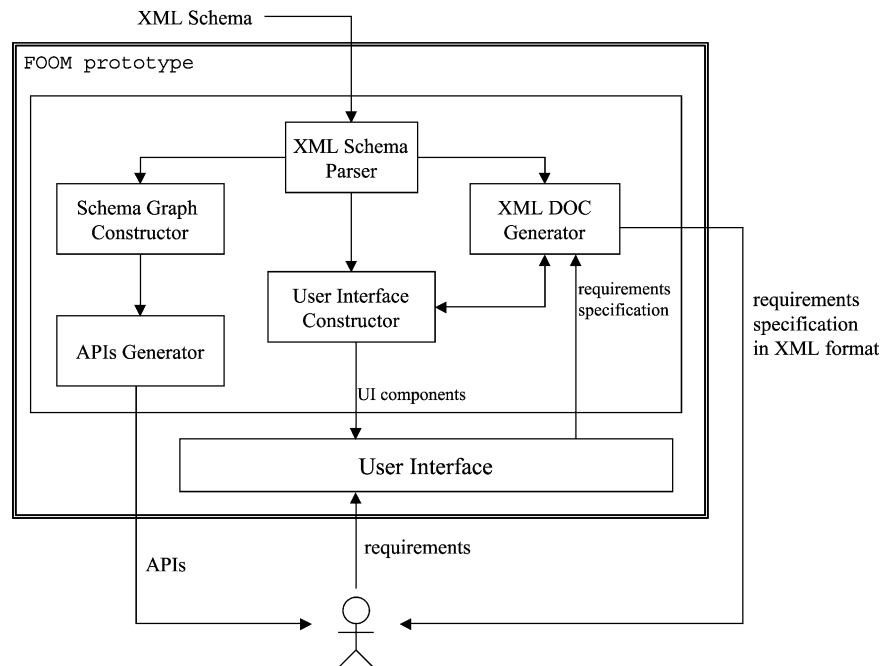 XML Schema
FOOM prototype
XML Schema
Parser
Schema Graph
Constructor
XML DOC
Generator
User Interface
Constructor
requirements
specification
requirements
specification
in XML format
APIs Generator
UI components
User Interface
requirements
APIs